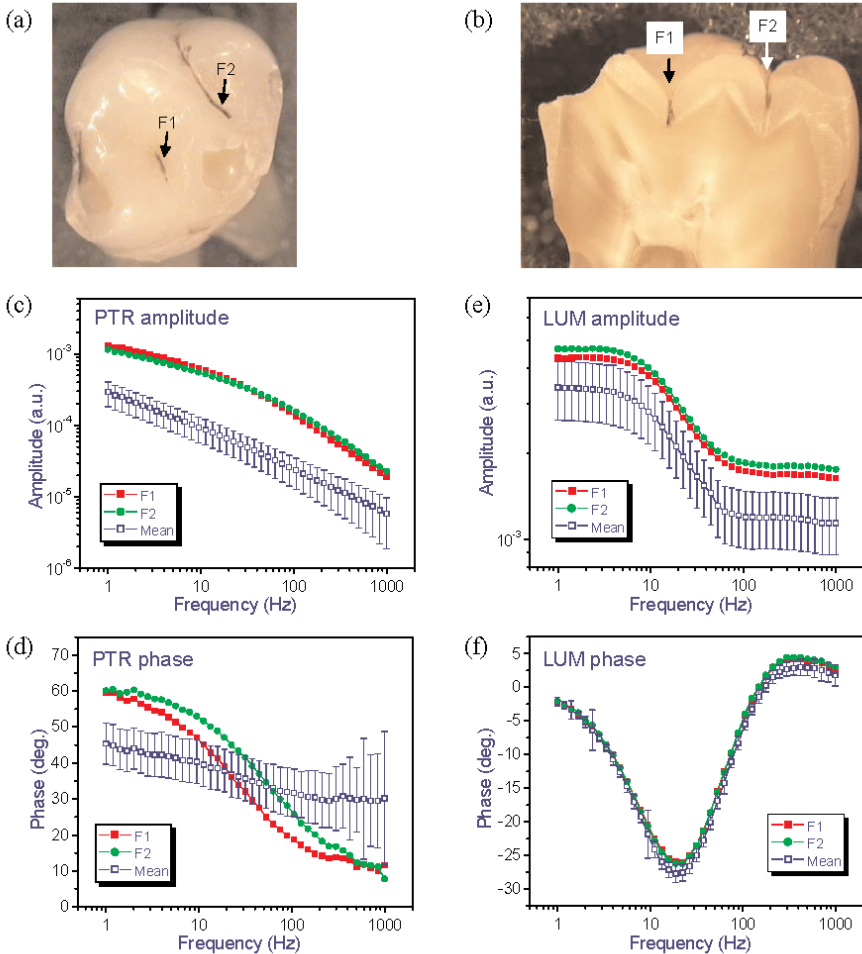 (a)
F2
F1
(b)
F1
F2
(c)
PTR amplitude
Amplitude (a.u.)
10⁻³
10⁻⁴
10⁻⁵
10⁻⁶
F1
F2
Mean
1 10 100 1000
Frequency (Hz)
(e)
LUM amplitude
Amplitude (a.u.)
10⁻³
F1
F2
Mean
1 10 100 1000
Frequency (Hz)
(d)
PTR phase
Phase (deg.)
70
60
50
40
30
20
10
0
F1
F2
Mean
1 10 100 1000
Frequency (Hz)
(f)
LUM phase
Phase (deg.)
5
0
-5
-10
-15
-20
-25
-30
F1
F2
Mean
1 10 100 1000
Frequency (Hz)